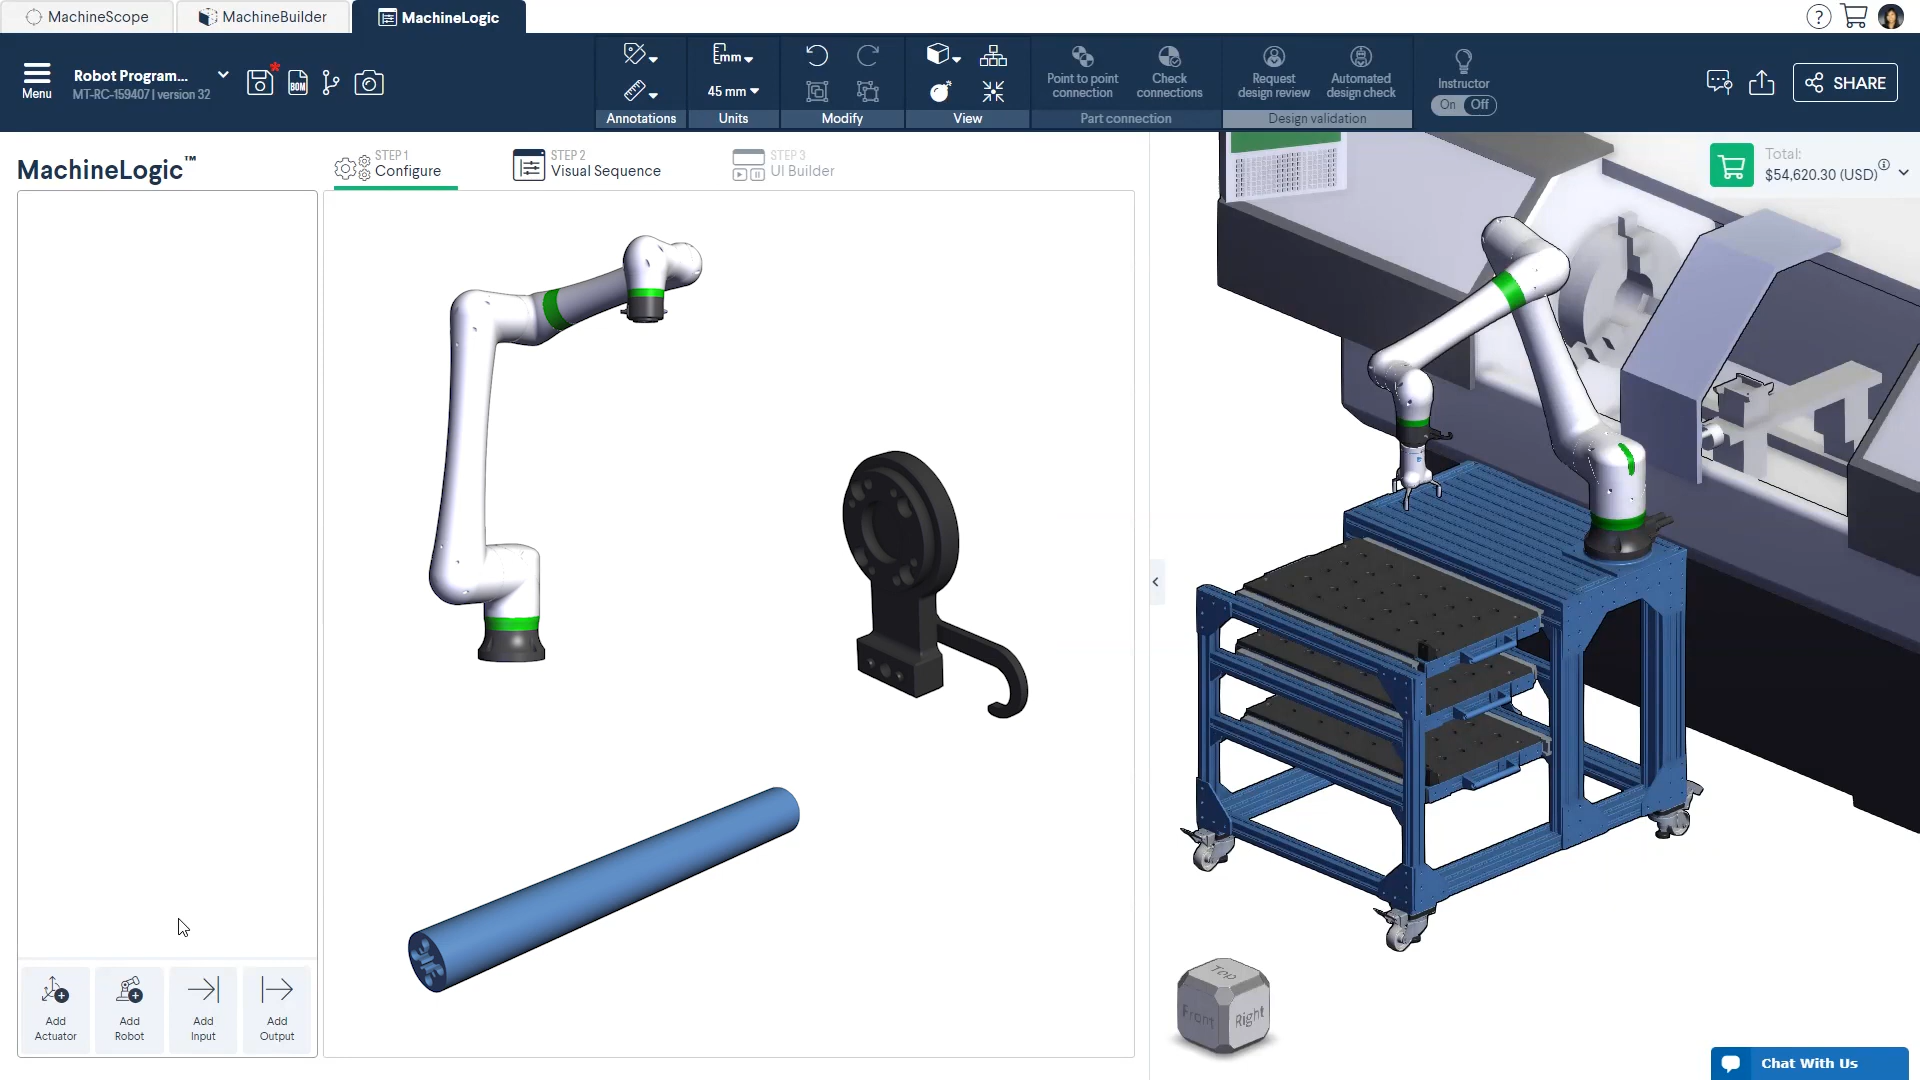 MachineScope
MachineBuilder
MachineLogic
Menu
Robot Program...
MT-RC-159407 | version 32
BOM
Annotations
mm
45 mm
Units
Modify
View
Point to point
connection
Check
connections
Part connection
Request
design review
Automated
design check
Design validation
Instructor
On Off
SHARE
MachineLogic™
STEP 1
Configure
STEP 2
Visual Sequence
STEP 3
UI Builder
Total:
$54,620.30 (USD)
Add
Actuator
Add
Robot
Add
Input
Add
Output
Top
Front
Right
Chat With Us